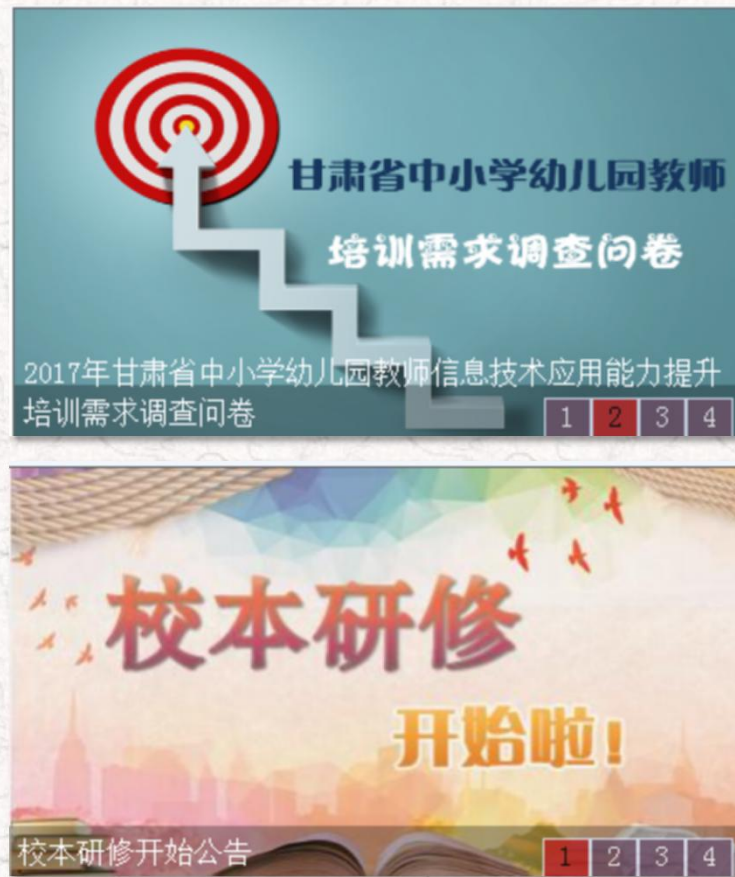 甘肃省中小学幼儿园教师
培训需求调查问卷
2017年甘肃省中小学幼儿园教师信息技术应用能力提升
培训需求调查问卷
1 2 3 4
校本研修
开始啦!
校本研修开始公告
1 2 3 4